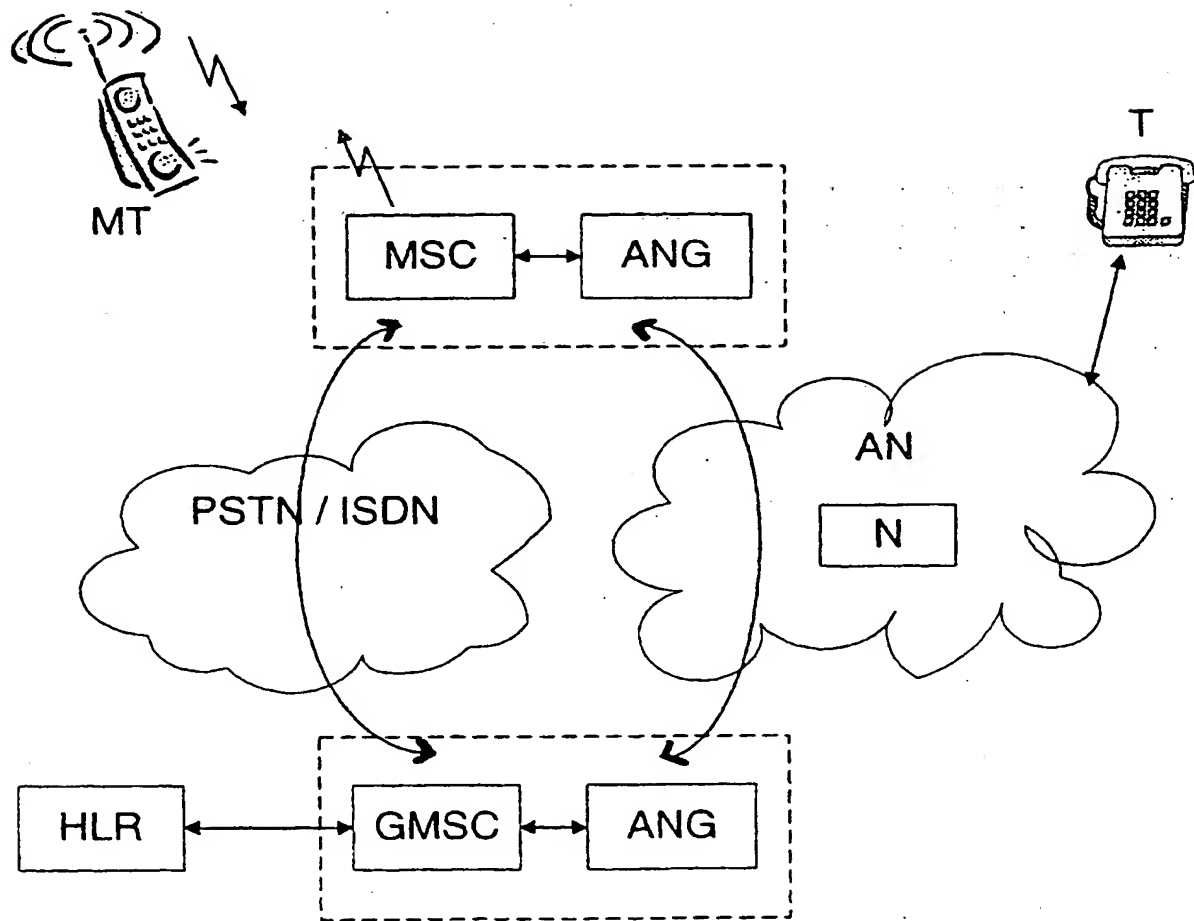 T
MT
MSC
ANG
AN
PSTN / ISDN
N
HLR
GMSC
ANG